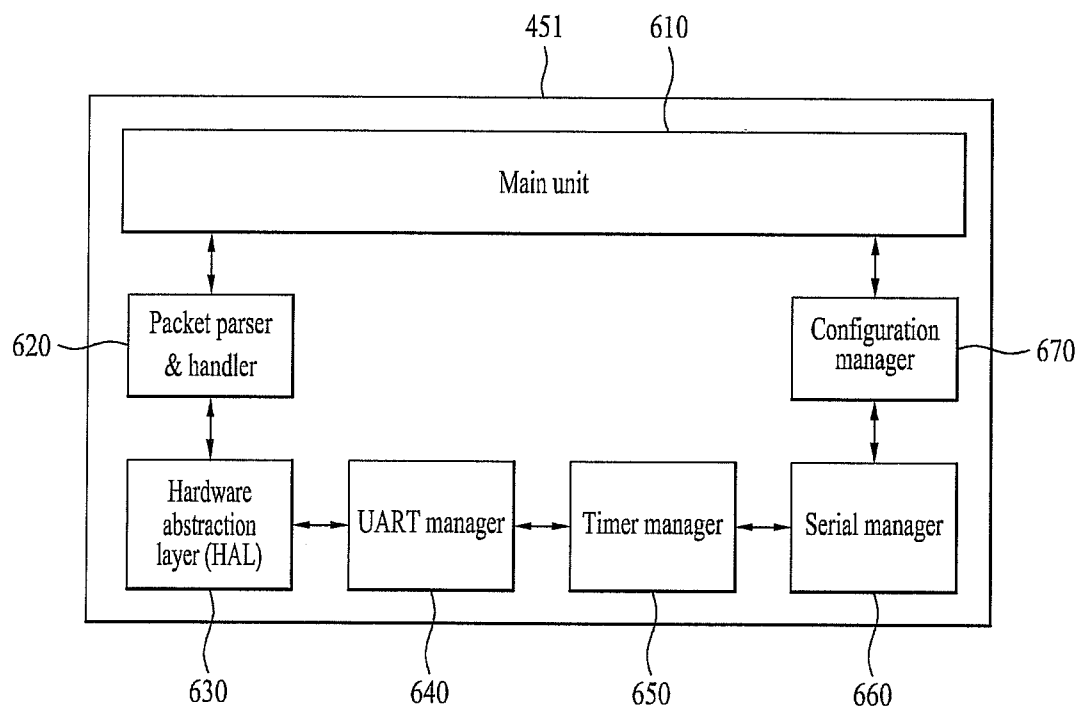 451
610
Main unit
620
Packet parser
& handler
Configuration
manager
670
Hardware
abstraction
layer (HAL)
UART manager
Timer manager
Serial manager
630
640
650
660